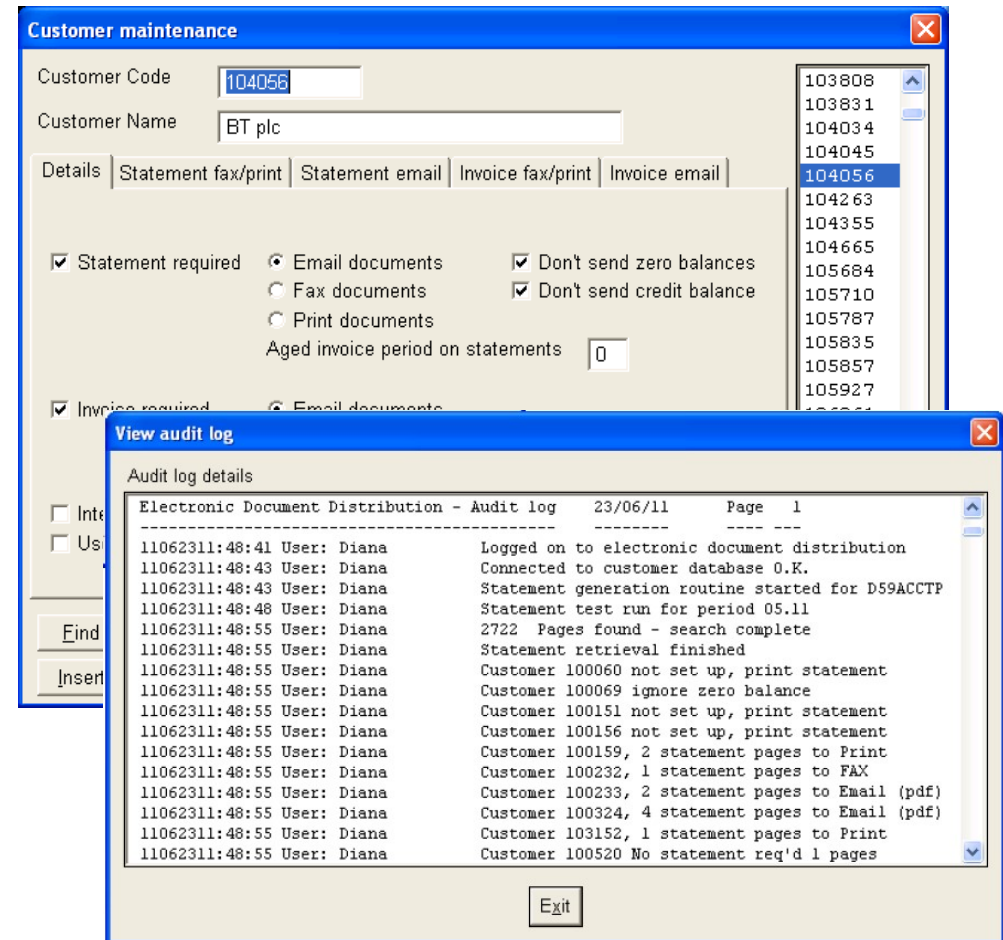 Customer maintenance
Customer Code 104056
Customer Name BT plc
Details Statement fax/print Statement email Invoice fax/print Invoice email
Statement required Email documents Don't send zero balances
Fax documents Don't send credit balance
Print documents
Aged invoice period on statements 0
Invoice required Email documents
Inte
Us
Find
Insert
103808
103831
104034
104045
104056
104263
104355
104665
105684
105710
105787
105835
105857
105927
View audit log
Audit log details
Electronic Document Distribution - Audit log 23/06/11 Page 1
-------------------------------------------- -------- ---- ---
11062311:48:41 User: Diana Logged on to electronic document distribution
11062311:48:43 User: Diana Connected to customer database O.K.
11062311:48:43 User: Diana Statement generation routine started for D59ACCTP
11062311:48:48 User: Diana Statement test run for period 05.11
11062311:48:55 User: Diana 2722 Pages found - search complete
11062311:48:55 User: Diana Statement retrieval finished
11062311:48:55 User: Diana Customer 100060 not set up, print statement
11062311:48:55 User: Diana Customer 100069 ignore zero balance
11062311:48:55 User: Diana Customer 100151 not set up, print statement
11062311:48:55 User: Diana Customer 100156 not set up, print statement
11062311:48:55 User: Diana Customer 100159, 2 statement pages to Print
11062311:48:55 User: Diana Customer 100232, 1 statement pages to FAX
11062311:48:55 User: Diana Customer 100233, 2 statement pages to Email (pdf)
11062311:48:55 User: Diana Customer 100324, 4 statement pages to Email (pdf)
11062311:48:55 User: Diana Customer 103152, 1 statement pages to Print
11062311:48:55 User: Diana Customer 100520 No statement req'd 1 pages
Exit